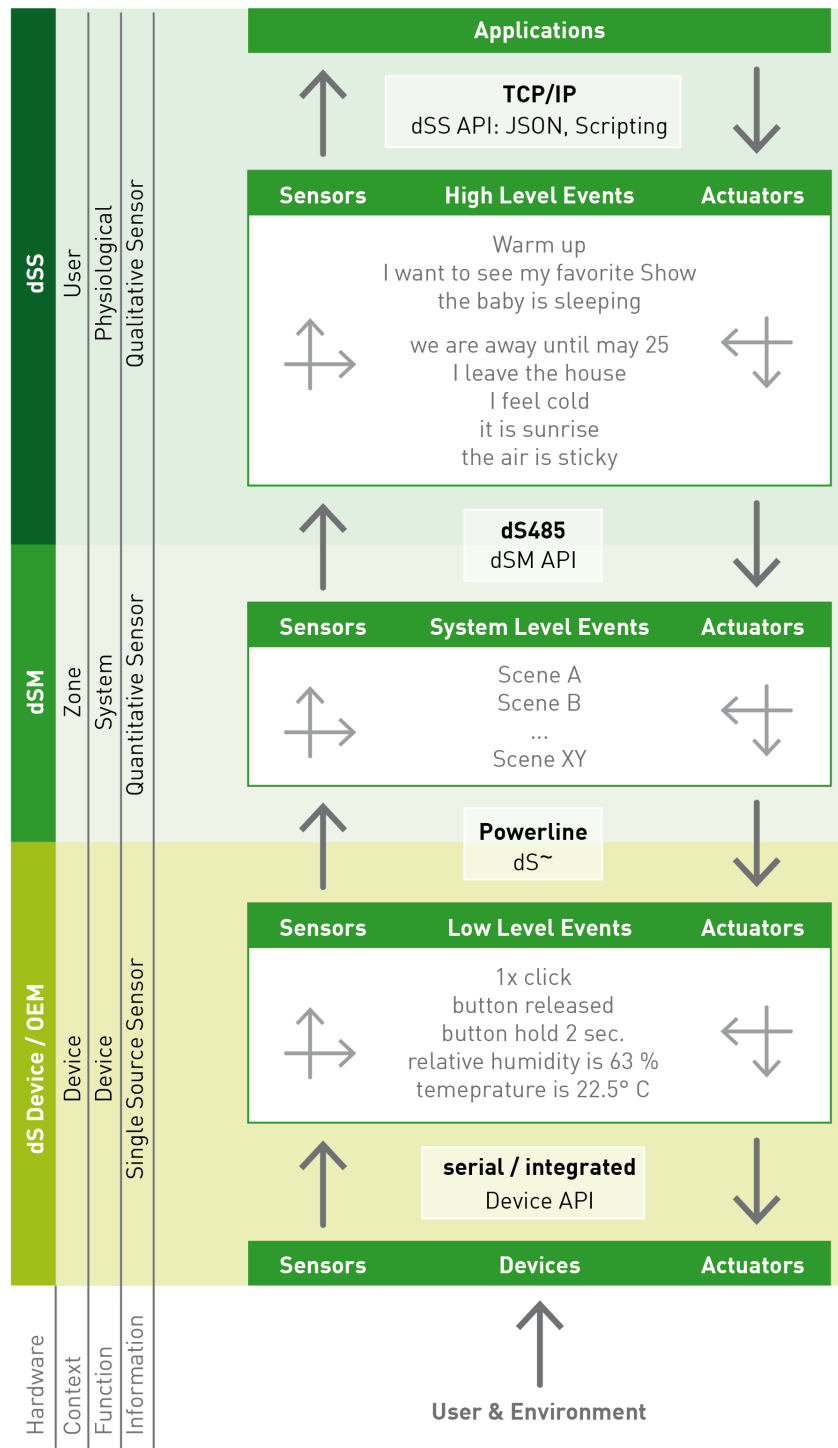 Applications
TCP/IP
dSS API: JSON, Scripting
Sensors High Level Events Actuators
Warm up
I want to see my favorite Show
the baby is sleeping
we are away until may 25
I leave the house
I feel cold
it is sunrise
the air is sticky
dSS
User
Physiological
Qualitative Sensor
dS485
dSM API
Sensors System Level Events Actuators
Scene A
Scene B
...
Scene XY
dSM
Zone
System
Quantitative Sensor
Powerline
dS~
Sensors Low Level Events Actuators
1x click
button released
button hold 2 sec.
relative humidity is 63 %
temeprature is 22.5° C
dS Device / OEM
Device
Device
Single Source Sensor
serial / integrated
Device API
Sensors Devices Actuators
Hardware
Context
Function
Information
User & Environment